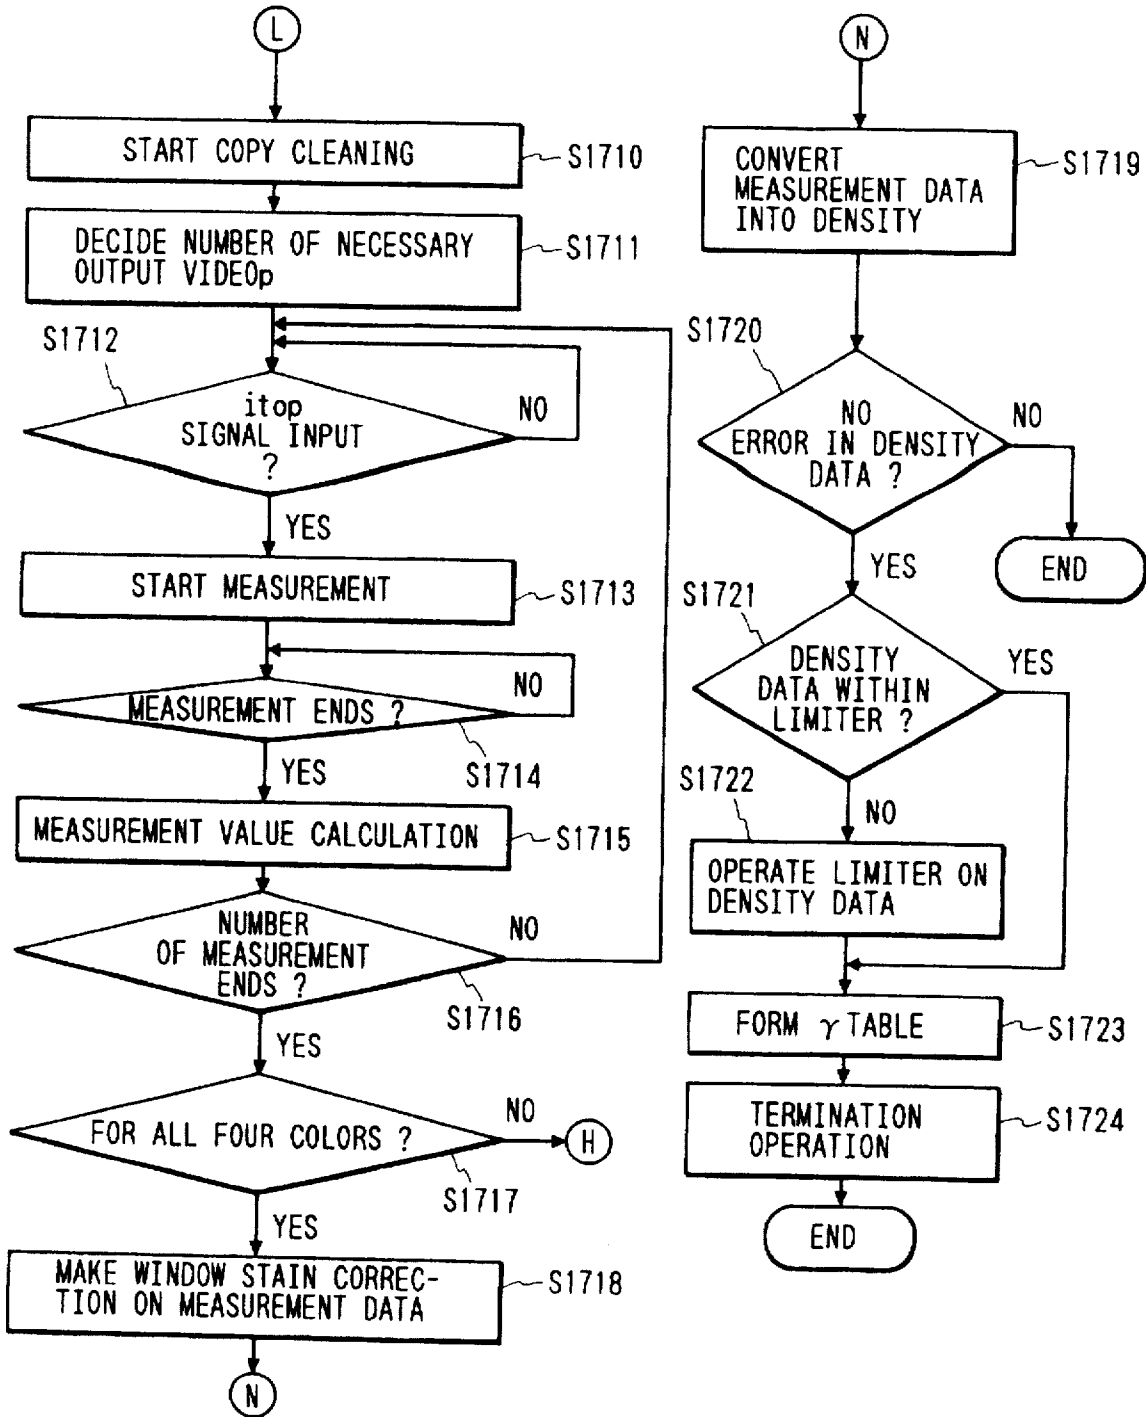 L
START COPY CLEANING
S1710
DECIDE NUMBER OF NECESSARY
OUTPUT VIDEOp
S1711
S1712
itop
SIGNAL INPUT
?
NO
YES
START MEASUREMENT
S1713
MEASUREMENT ENDS ?
NO
S1714
YES
MEASUREMENT VALUE CALCULATION
S1715
NUMBER
OF MEASUREMENT
ENDS ?
NO
S1716
YES
FOR ALL FOUR COLORS ?
NO
H
S1717
YES
MAKE WINDOW STAIN CORREC-
TION ON MEASUREMENT DATA
S1718
N
N
CONVERT
MEASUREMENT DATA
INTO DENSITY
S1719
S1720
NO
ERROR IN DENSITY
DATA ?
NO
END
YES
S1721
DENSITY
DATA WITHIN
LIMITER ?
YES
S1722
NO
OPERATE LIMITER ON
DENSITY DATA
FORM γ TABLE
S1723
TERMINATION
OPERATION
S1724
END